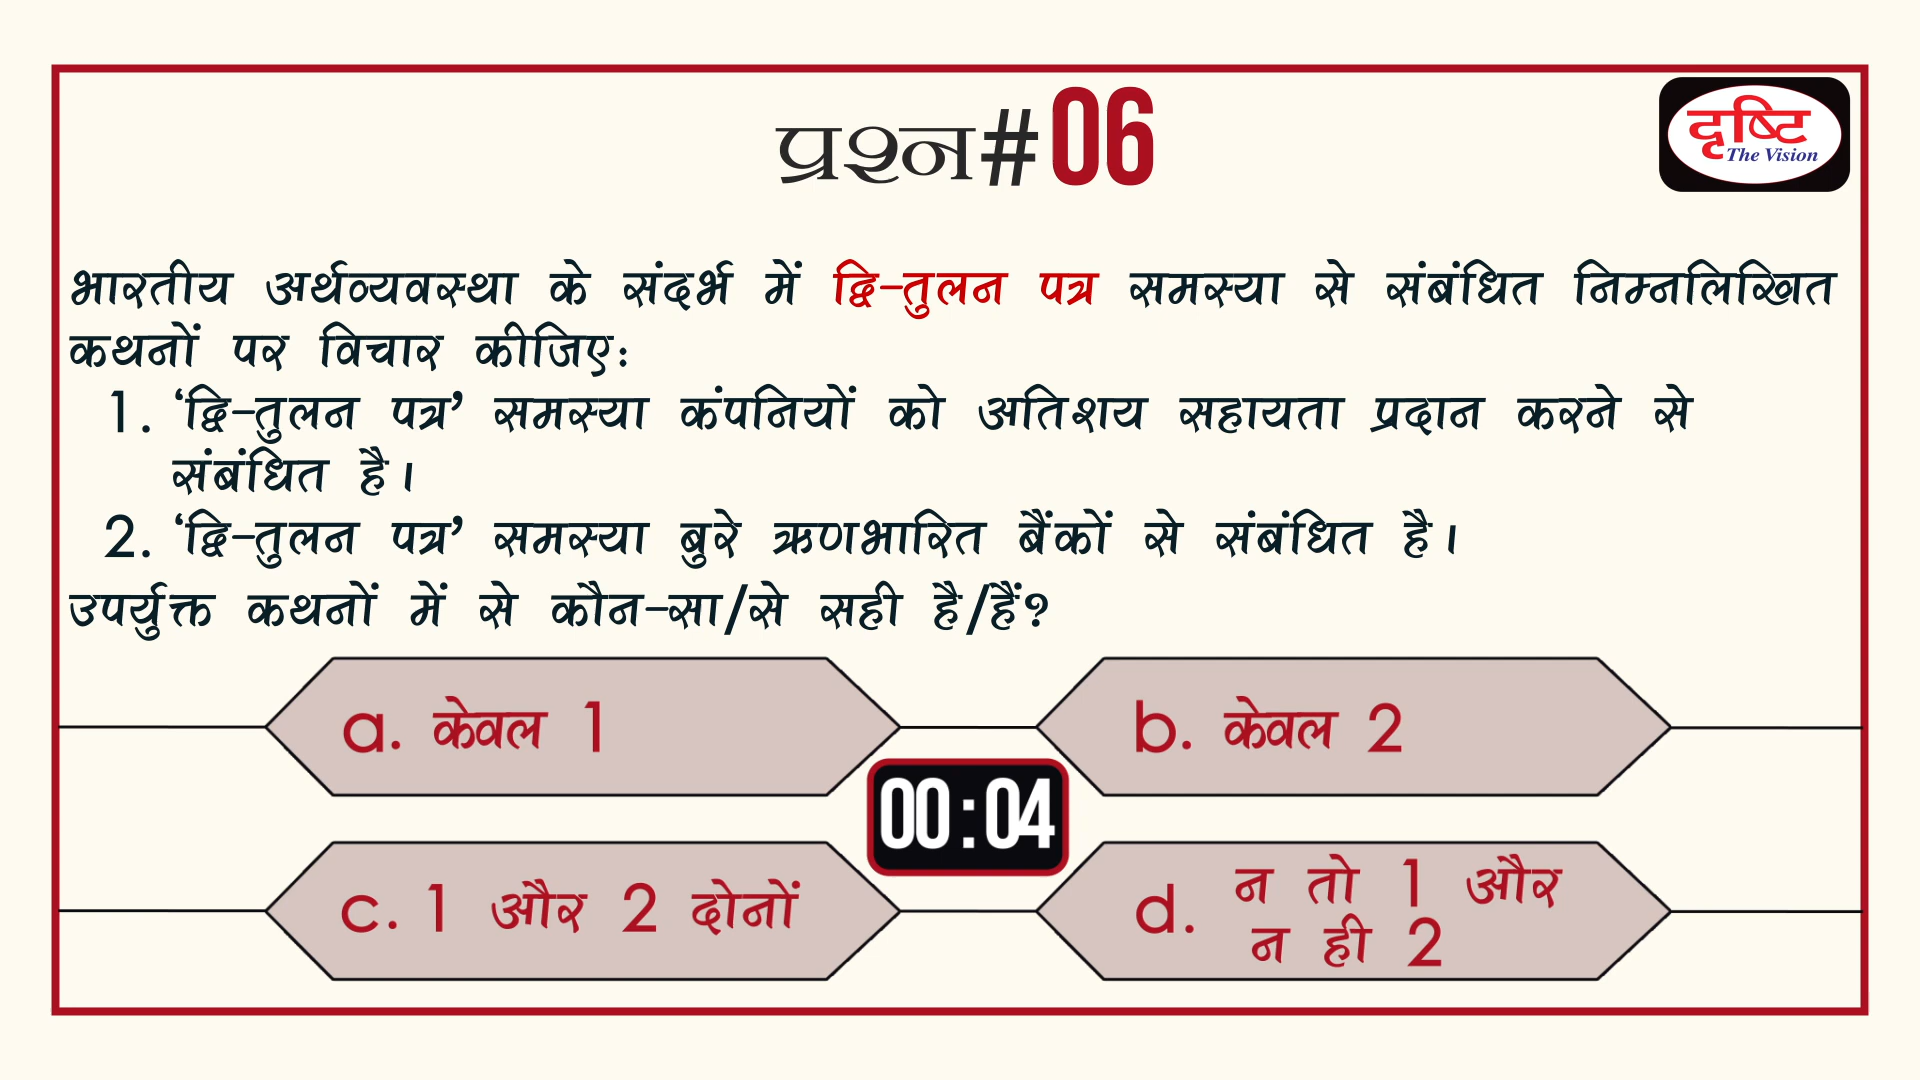 प्रश्न#06
दृष्टि
The Vision
भारतीय अर्थव्यवस्था के संदर्भ में द्वि-तुलन पत्र समस्या से संबंधित निम्नलिखित
कथनों पर विचार कीजिए:
1. ‘द्वि-तुलन पत्र’ समस्या कंपनियों को अतिशय सहायता प्रदान करने से
संबंधित है।
2. ‘द्वि-तुलन पत्र’ समस्या बुरे ऋणभारित बैंकों से संबंधित है।
उपर्युक्त कथनों में से कौन-सा/से सही है/हैं?
a. केवल 1
b. केवल 2
00:04
c. 1 और 2 दोनों
d. न तो 1 और
न ही 2